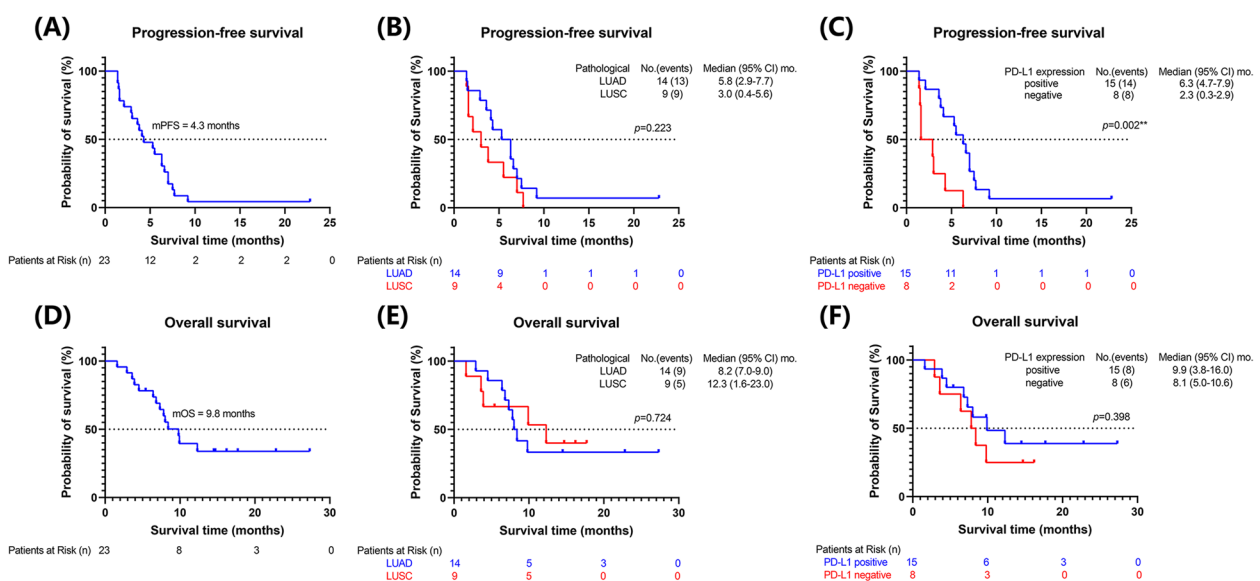 (A)
Progression-free survival
Probability of Survival (%)
100
50
0
mPFS = 4.3 months
0 5 10 15 20 25
Survival time (months)
Patients at Risk (n) 23 12 2 2 2 0
(B)
Progression-free survival
Pathological No.(events) Median (95% CI) mo.
LUAD 14 (13) 5.8 (2.9-7.7)
LUSC 9 (9) 3.0 (0.4-5.6)
p=0.223
Probability of Survival (%)
100
50
0
0 5 10 15 20 25
Survival time (months)
Patients at Risk (n)
LUAD 14 9 1 1 1 0
LUSC 9 4 0 0 0 0
(C)
Progression-free survival
PD-L1 expression No.(events) Median (95% CI) mo.
positive 15 (14) 6.3 (4.7-7.9)
negative 8 (8) 2.3 (0.3-2.9)
p=0.002**
Probability of Survival (%)
100
50
0
0 5 10 15 20 25
Survival time (months)
Patients at Risk (n)
PD-L1 positive 15 11 1 1 1 0
PD-L1 negative 8 2 0 0 0 0
(D)
Overall survival
Probability of Survival (%)
100
50
0
mOS = 9.8 months
0 10 20 30
Survival time (months)
Patients at Risk (n) 23 8 3 0
(E)
Overall survival
Pathological No.(events) Median (95% CI) mo.
LUAD 14 (9) 8.2 (7.0-9.0)
LUSC 9 (5) 12.3 (1.6-23.0)
p=0.724
Probability of Survival (%)
100
50
0
0 10 20 30
Survival time (months)
Patients at Risk (n)
LUAD 14 5 3 0
LUSC 9 5 0 0
(F)
Overall survival
PD-L1 expression No.(events) Median (95% CI) mo.
positive 15 (8) 9.9 (3.8-16.0)
negative 8 (6) 8.1 (5.0-10.6)
p=0.398
Probability of Survival (%)
100
50
0
0 10 20 30
Survival time (months)
Patients at Risk (n)
PD-L1 positive 15 6 3 0
PD-L1 negative 8 3 0 0